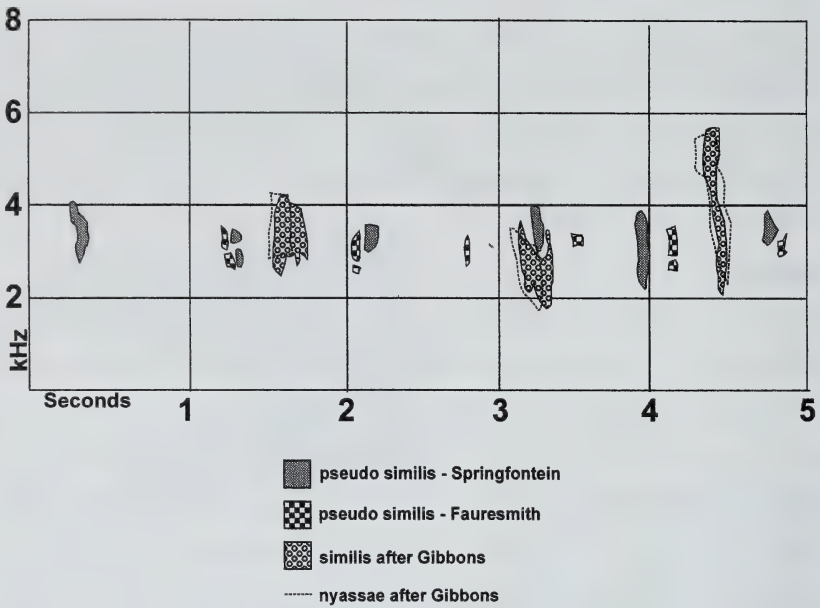 8
6
4
2
kHz
Seconds 1 2 3 4 5
pseudo similis - Springfontein
pseudo similis - Fauresmith
similis after Gibbons
nyassae after Gibbons